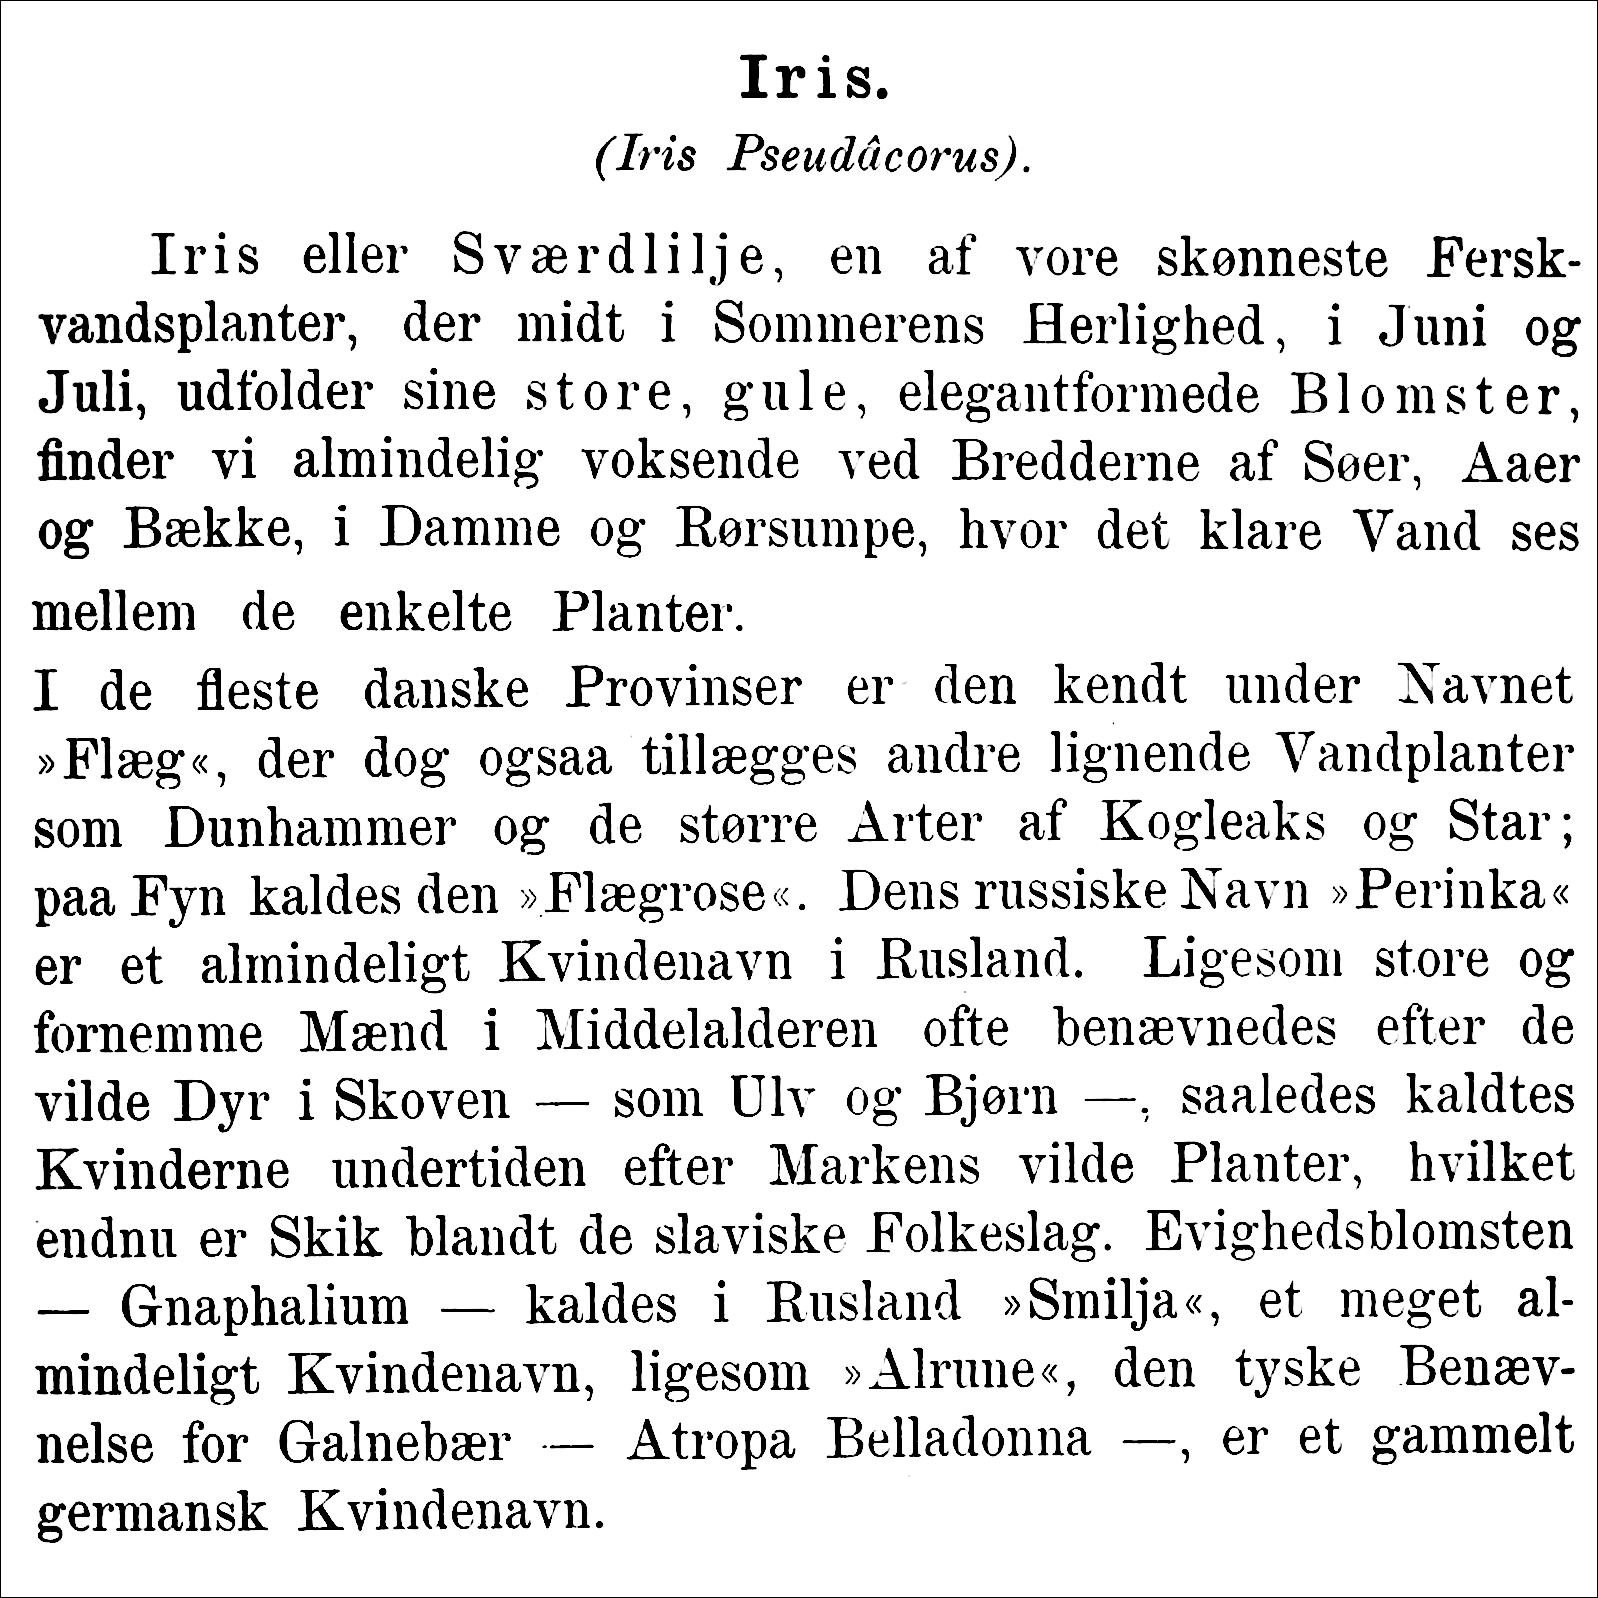 Iris.
(Iris Pseudâcorus).
Iris eller Sværdlilje, en af vore skønneste Fersk-
vandsplanter, der midt i Sommerens Herlighed, i Juni og
Juli, udfolder sine store, gule, elegantformede Blomster,
finder vi almindelig voksende ved Bredderne af Søer, Aaer
og Bække, i Damme og Rørsumpe, hvor det klare Vand ses
mellem de enkelte Planter.
I de fleste danske Provinser er den kendt under Navnet
»Flæg«, der dog ogsaa tillægges andre lignende Vandplanter
som Dunhammer og de større Arter af Kogleaks og Star;
paa Fyn kaldes den »Flægrose«. Dens russiske Navn »Perinka«
er et almindeligt Kvindenavn i Rusland. Ligesom store og
fornemme Mænd i Middelalderen ofte benævnedes efter de
vilde Dyr i Skoven — som Ulv og Bjørn —, saaledes kaldtes
Kvinderne undertiden efter Markens vilde Planter, hvilket
endnu er Skik blandt de slaviske Folkeslag. Evighedsblomsten
— Gnaphalium — kaldes i Rusland »Smilja«, et meget al-
mindeligt Kvindenavn, ligesom »Alrune«, den tyske Benæv-
nelse for Galnebær — Atropa Belladonna —, er et gammelt
germansk Kvindenavn.